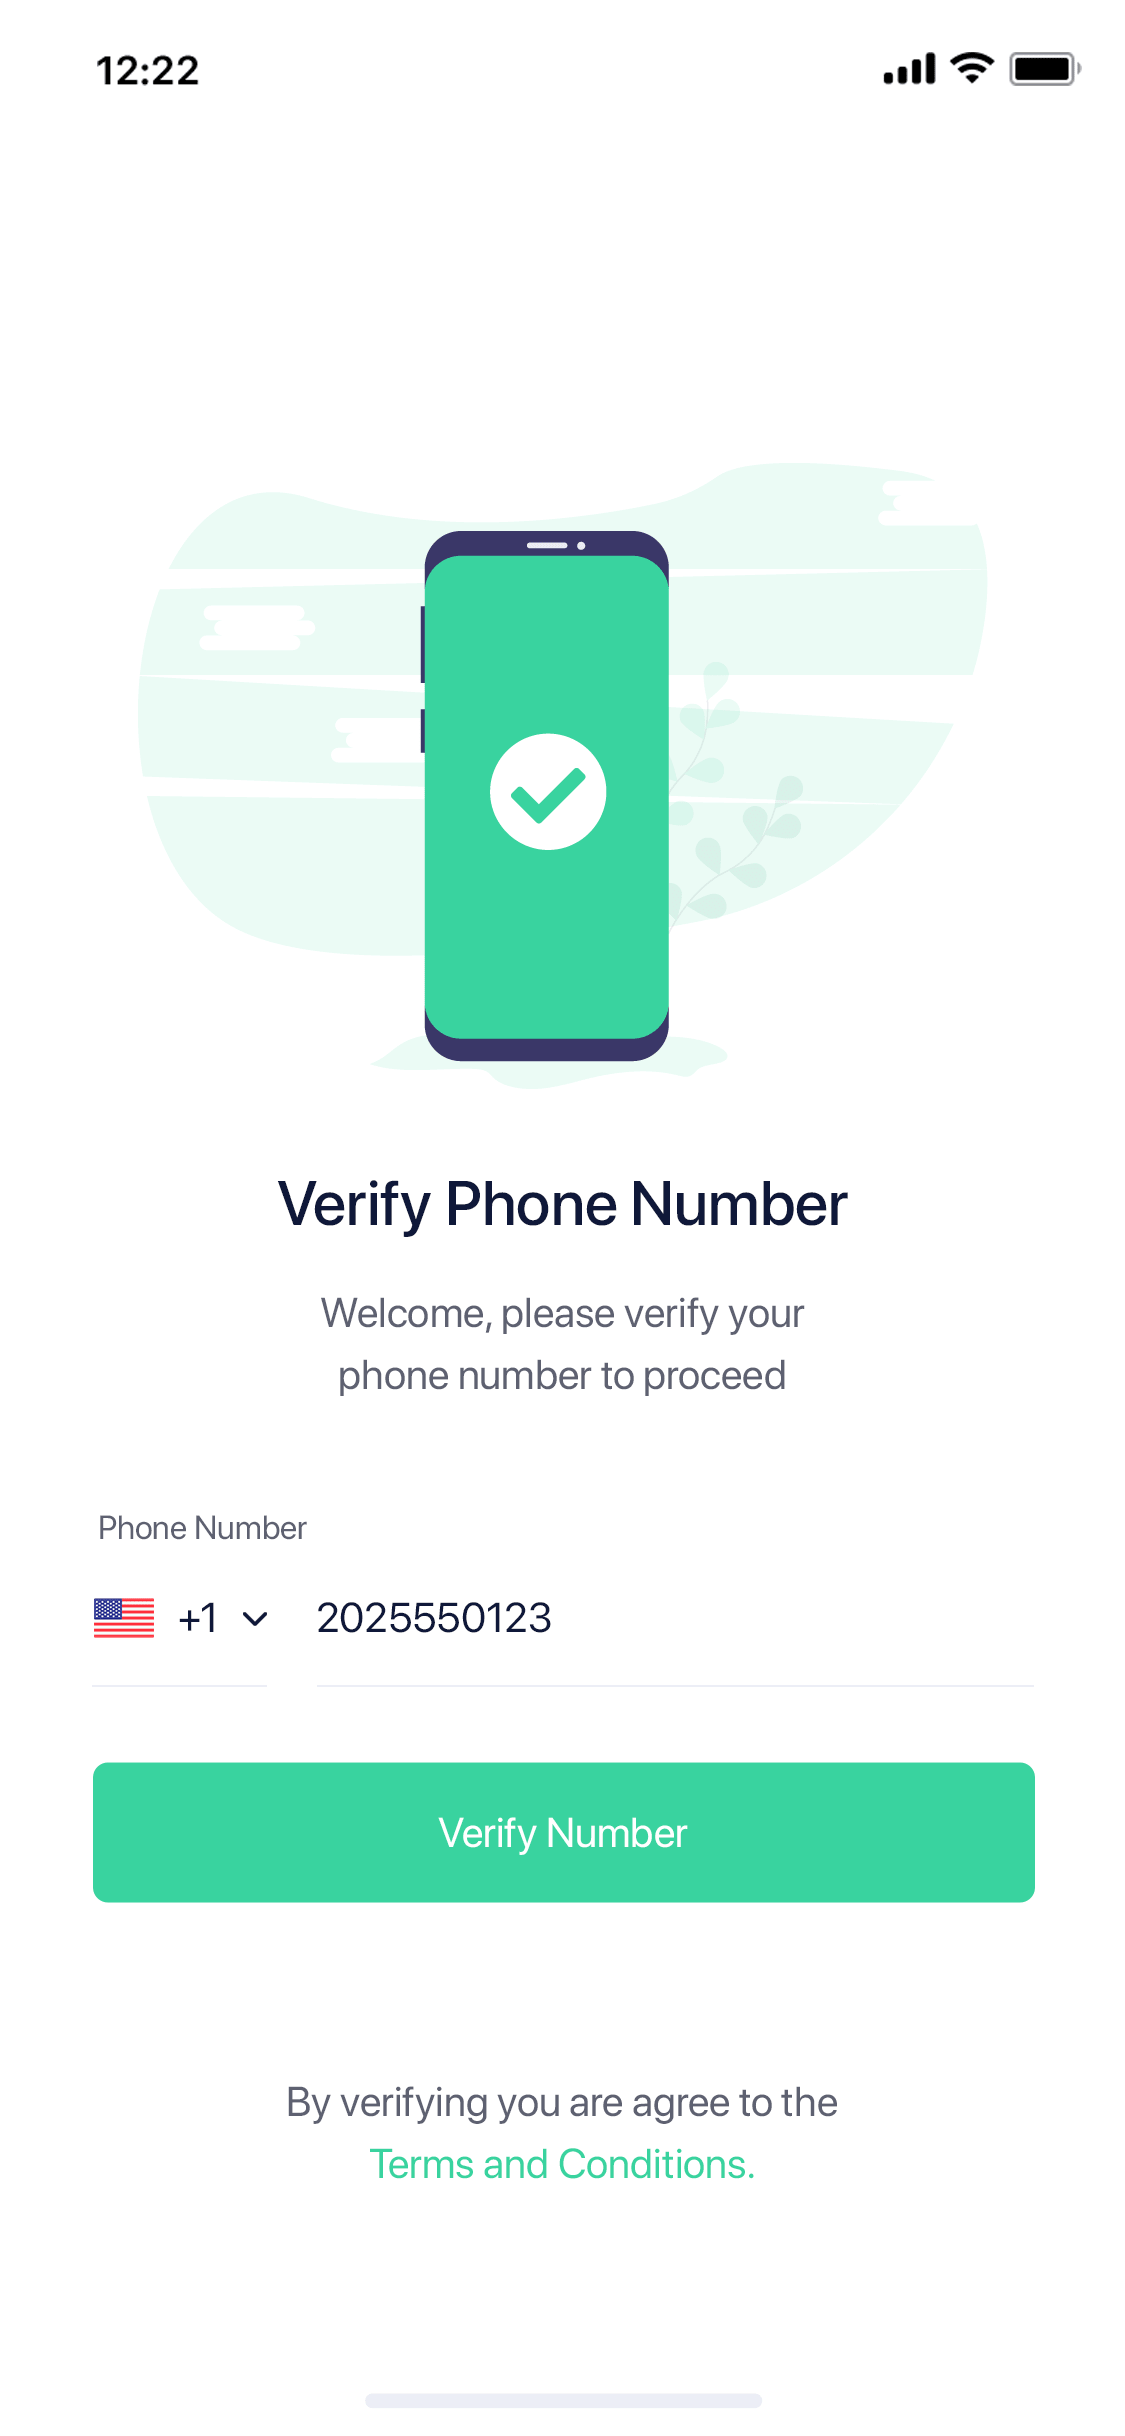 12:22
Verify Phone Number
Welcome, please verify your
phone number to proceed
Phone Number
+1 2025550123
Verify Number
By verifying you are agree to the
Terms and Conditions.